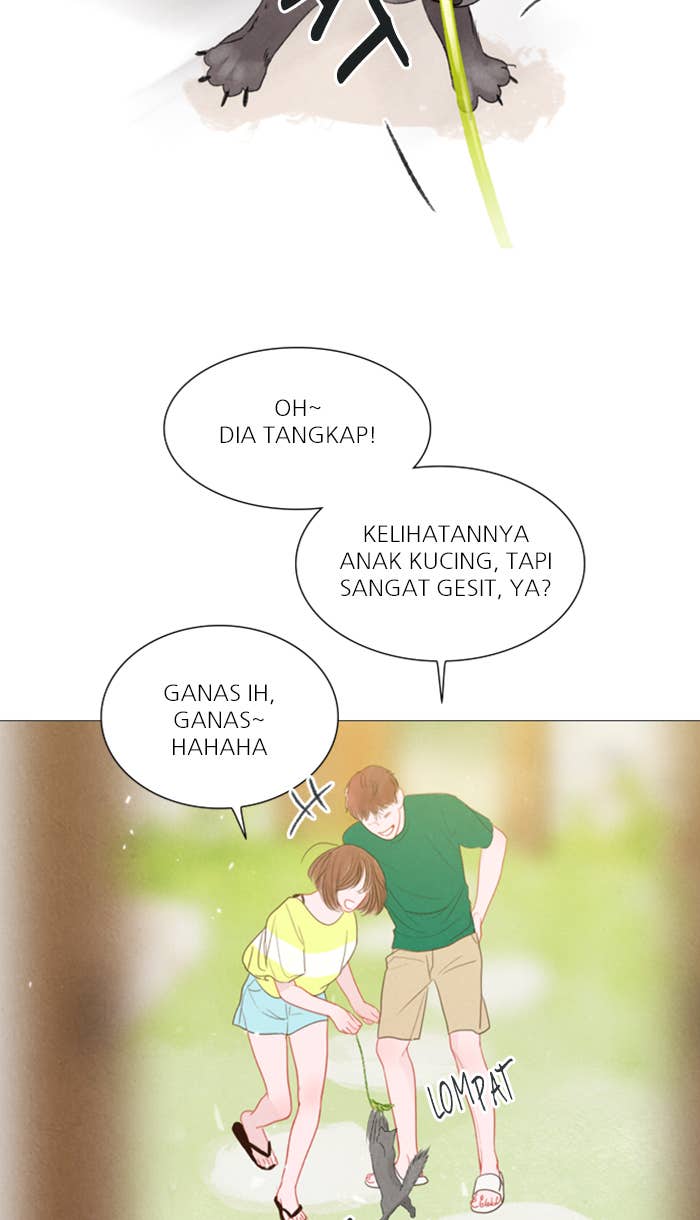 OH~
DIA TANGKAP!
KELIHATANNYA
ANAK KUCING, TAPI
SANGAT GESIT, YA?
GANAS IH,
GANAS~
HAHAHA
LOMPAT